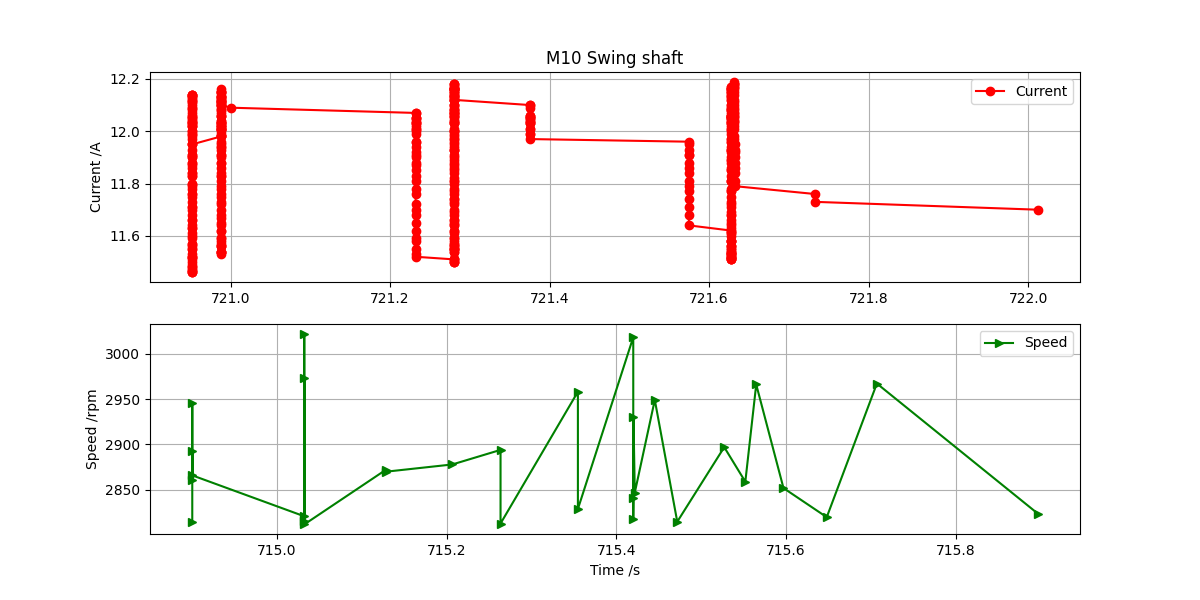 M10 Swing shaft
Current /A
12.2
12.0
11.8
11.6
Current
721.0 721.2 721.4 721.6 721.8 722.0
Speed /rpm
3000
2950
2900
2850
Speed
715.0 715.2 715.4 715.6 715.8
Time /s